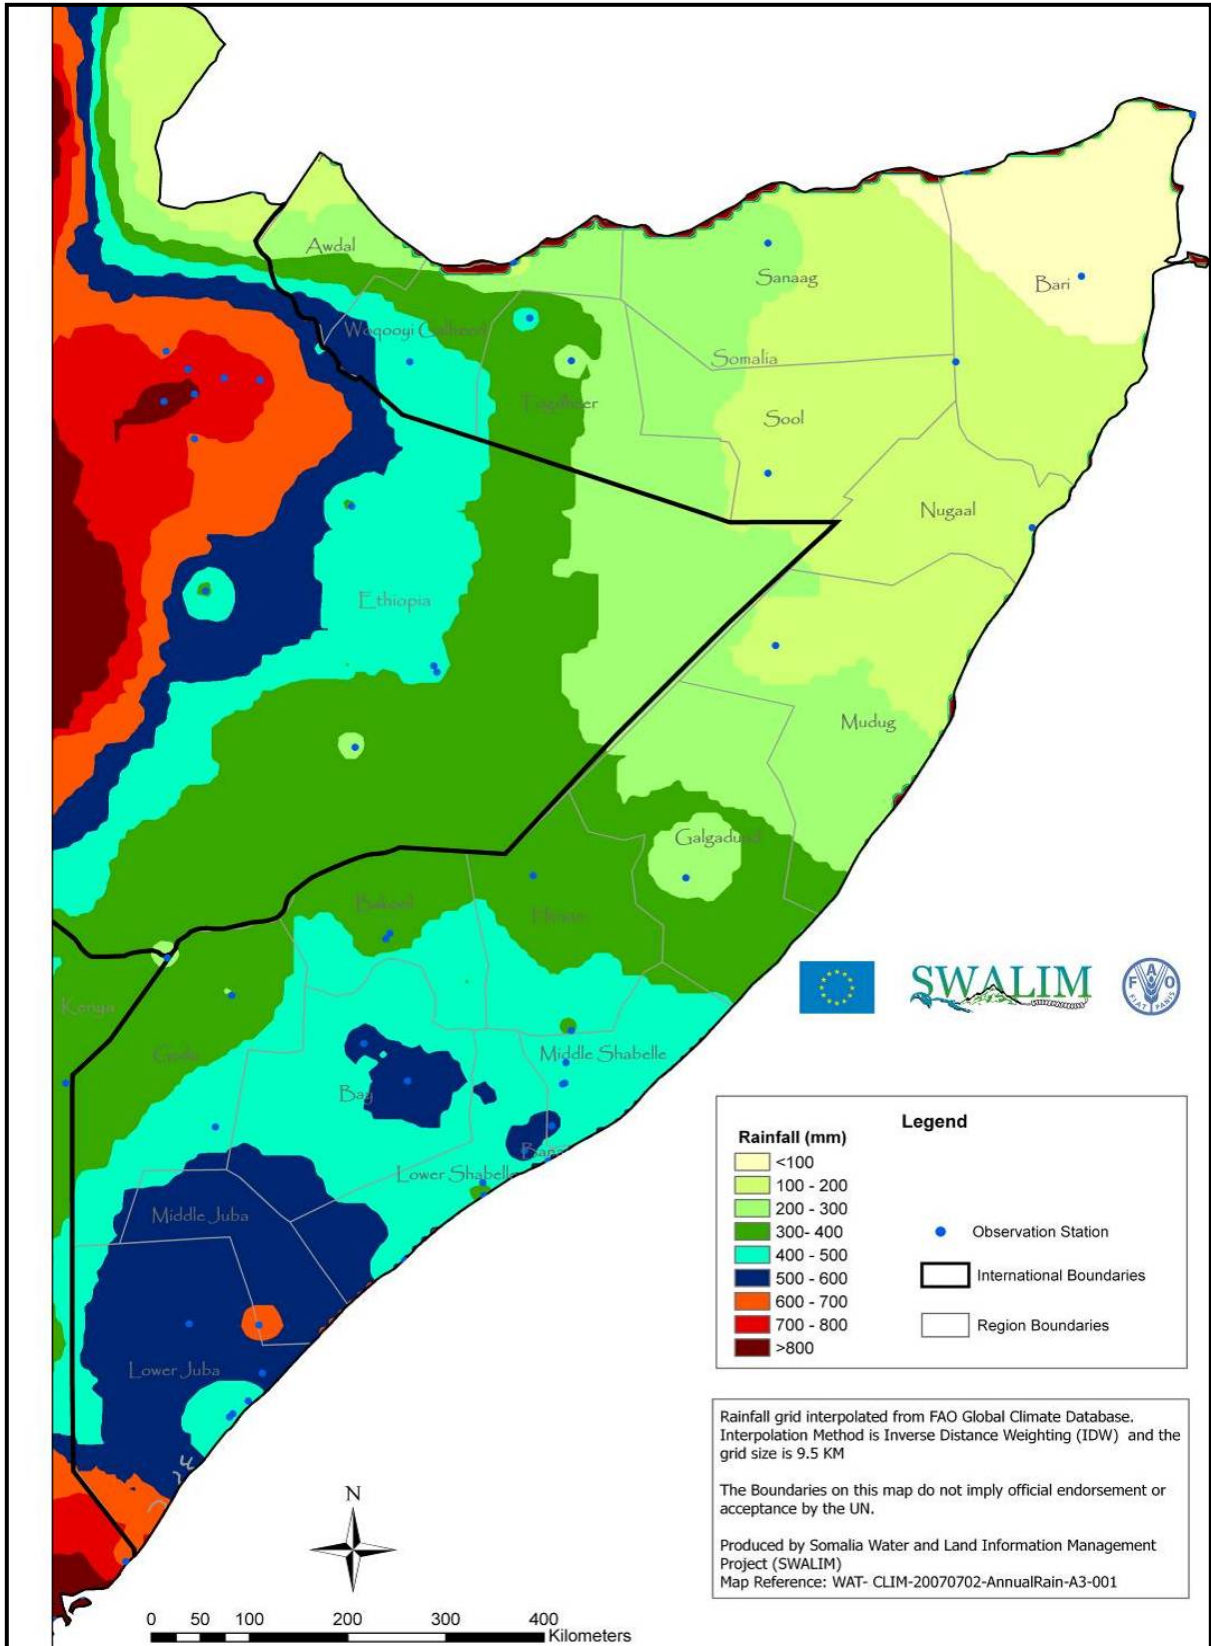 Awdal
Sanaag
Bari
Woqooyi Galbeed
Somalia
Togdheer
Sool
Nugaal
Ethiopia
Mudug
Galgaduud
Bakool
Hiraan
Kenya
Gedo
Middle Shabelle
Bay
Lower Shabelle
Middle Juba
Lower Juba
SWALIM
FAO
FIAT PANIS
Legend
Rainfall (mm)
<100
100 - 200
200 - 300
300- 400
400 - 500
500 - 600
600 - 700
700 - 800
>800
Observation Station
International Boundaries
Region Boundaries
Rainfall grid interpolated from FAO Global Climate Database.
Interpolation Method is Inverse Distance Weighting (IDW) and the
grid size is 9.5 KM
The Boundaries on this map do not imply official endorsement or
acceptance by the UN.
Produced by Somalia Water and Land Information Management
Project (SWALIM)
Map Reference: WAT- CLIM-20070702-AnnualRain-A3-001
N
0 50 100 200 300 400
Kilometers